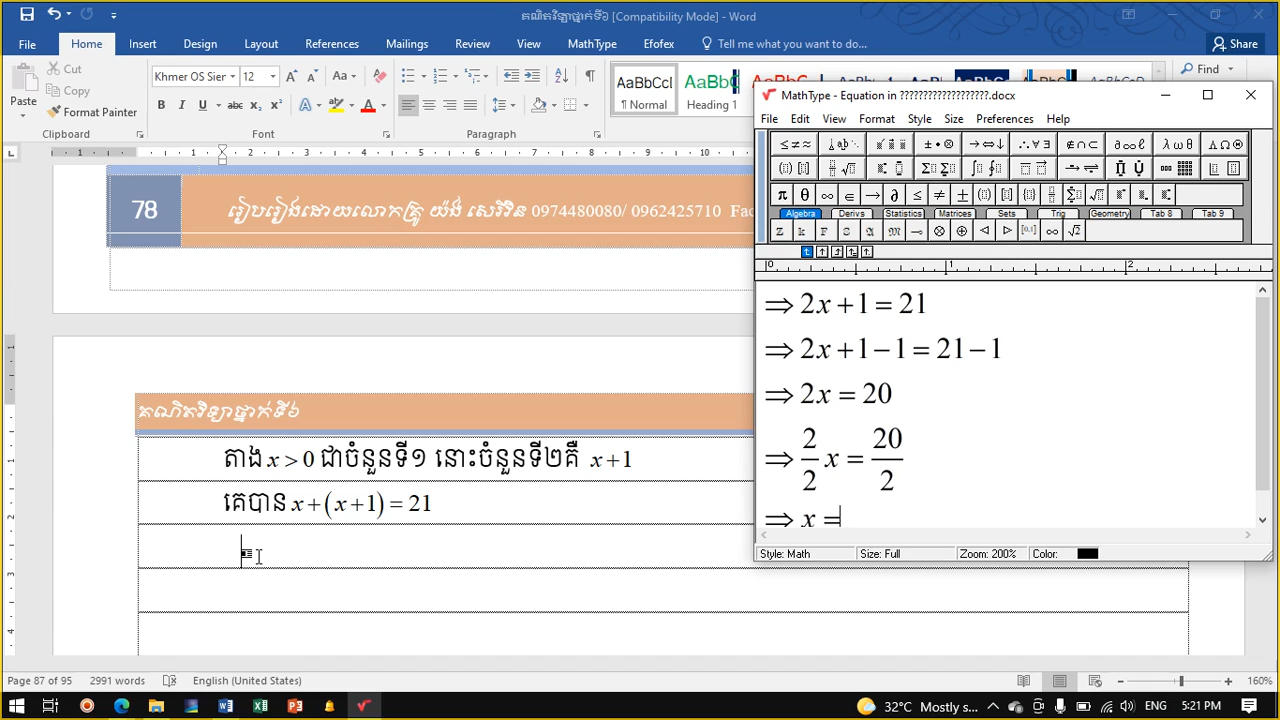 គណិតវិទ្យាថ្នាក់ទី៦ [Compatibility Mode] - Word
File Home Insert Design Layout References Mailings Review View MathType Efofex Tell me what you want to do... Share
Cut
Copy
Format Painter
Paste
Clipboard
Khmer OS Sier 12
Font
Paragraph
AaBbCcI AaBbC
¶ Normal Heading 1
Find
MathType - Equation in ???????????????????.docx
File Edit View Format Style Size Preferences Help
Algebra Derivs Statistics Matrices Sets Trig Geometry Tab 8 Tab 9
⇒ 2x + 1 = 21
⇒ 2x + 1 − 1 = 21 − 1
⇒ 2x = 20
⇒ 2/2 x = 20/2
⇒ x =
Style: Math Size: Full Zoom: 200% Color:
78
រៀបរៀងដោយលោកគ្រូ យ៉ង់ សេរីវិន 0974480080/ 0962425710 Fac
គណិតវិទ្យាថ្នាក់ទី៦
តាង x > 0 ជាចំនួនទី១ នោះចំនួនទី២គឺ x + 1
គេបាន x + (x + 1) = 21
Page 87 of 95 2991 words English (United States) 160%
32°C Mostly s... ENG 5:21 PM